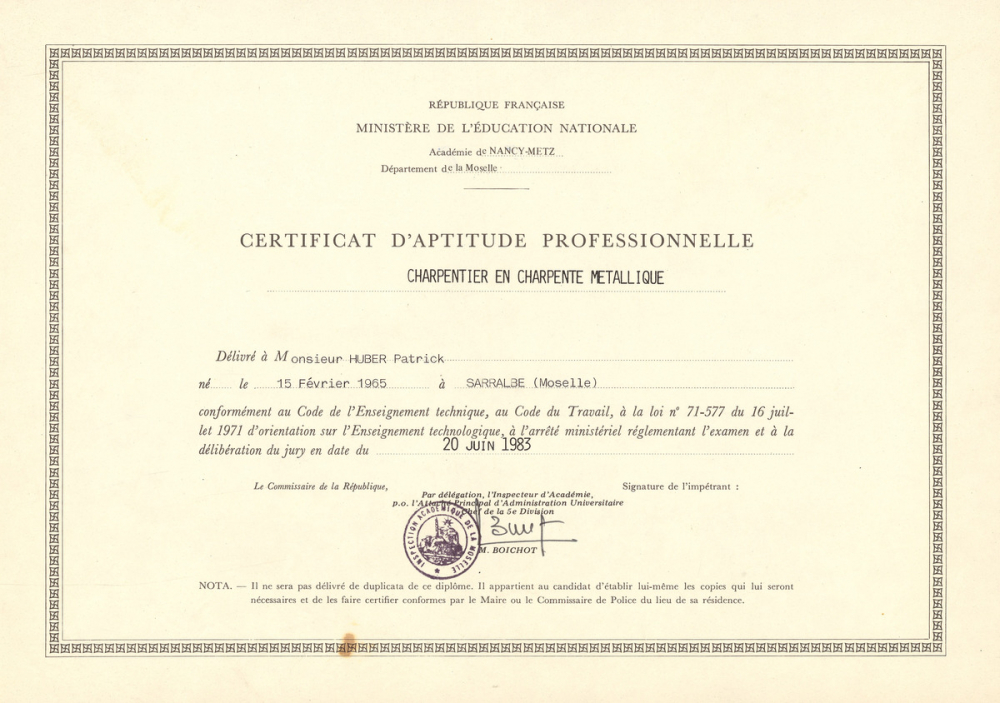 RÉPUBLIQUE FRANÇAISE
MINISTÈRE DE L'ÉDUCATION NATIONALE
Académie de NANCY-METZ
Département de la Moselle
CERTIFICAT D'APTITUDE PROFESSIONNELLE
CHARPENTIER EN CHARPENTE METALLIQUE
Délivré à Monsieur HUBER Patrick
né le 15 Février 1965 à SARRALBE (Moselle)
conformément au Code de l'Enseignement technique, au Code du Travail, à la loi n° 71-577 du 16 juil-
let 1971 d'orientation sur l'Enseignement technologique, à l'arrêté ministériel réglementant l'examen et à la
délibération du jury en date du 20 JUIN 1983
Le Commissaire de la République,
Signature de l'impétrant :
Par délégation, l'Inspecteur d'Académie,
p.o. l'Attaché Principal d'Administration Universitaire
Chef de la 5e Division
INSPECTION ACADEMIQUE DE LA MOSELLE
M. BOICHOT
NOTA. — Il ne sera pas délivré de duplicata de ce diplôme. Il appartient au candidat d'établir lui-même les copies qui lui seront
nécessaires et de les faire certifier conformes par le Maire ou le Commissaire de Police du lieu de sa résidence.